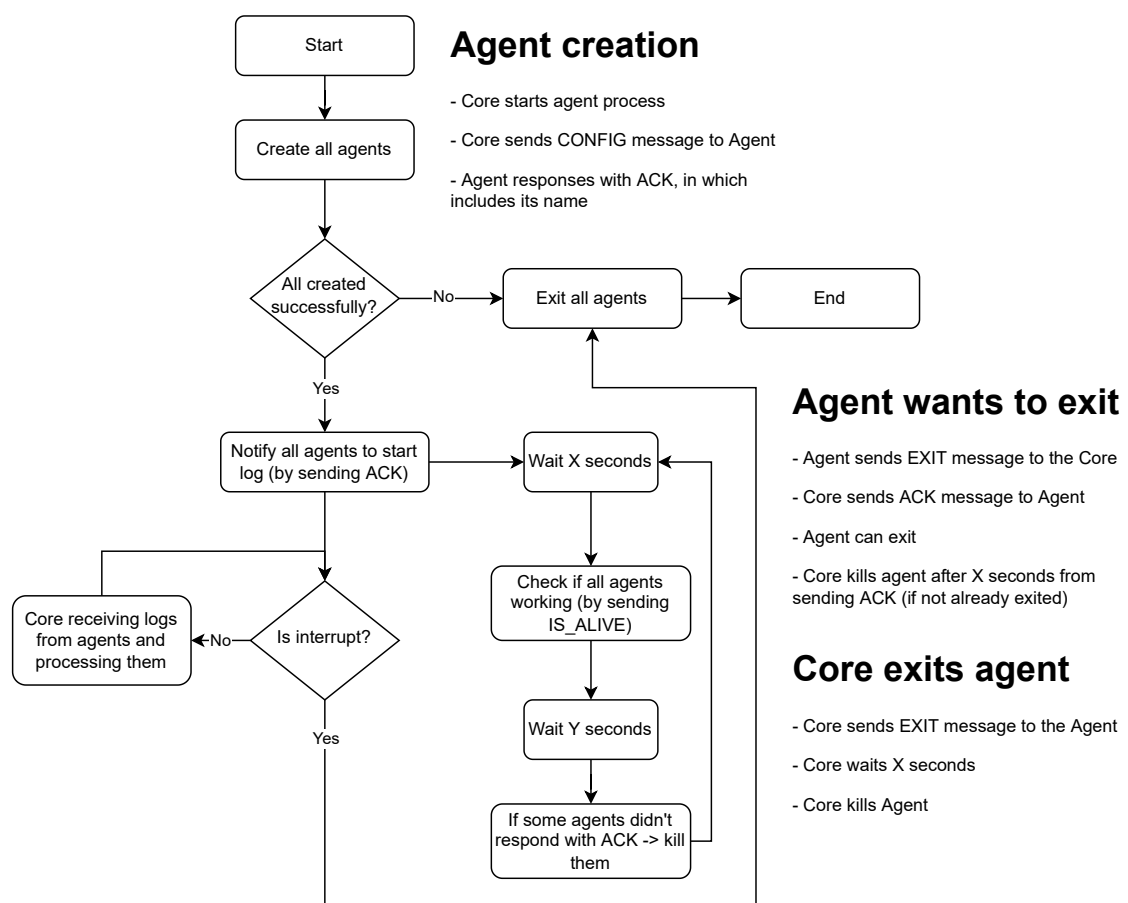 Start
Agent creation
- Core starts agent process
Create all agents
- Core sends CONFIG message to Agent
- Agent responses with ACK, in which
includes its name
All created
successfully?
No
Exit all agents
End
Yes
Agent wants to exit
Notify all agents to start
log (by sending ACK)
Wait X seconds
- Agent sends EXIT message to the Core
- Core sends ACK message to Agent
- Agent can exit
- Core kills agent after X seconds from
sending ACK (if not already exited)
Check if all agents
working (by sending
IS_ALIVE)
Core receiving logs
from agents and
processing them
No
Is interrupt?
Core exits agent
Yes
Wait Y seconds
- Core sends EXIT message to the Agent
- Core waits X seconds
- Core kills Agent
If some agents didn't
respond with ACK -> kill
them